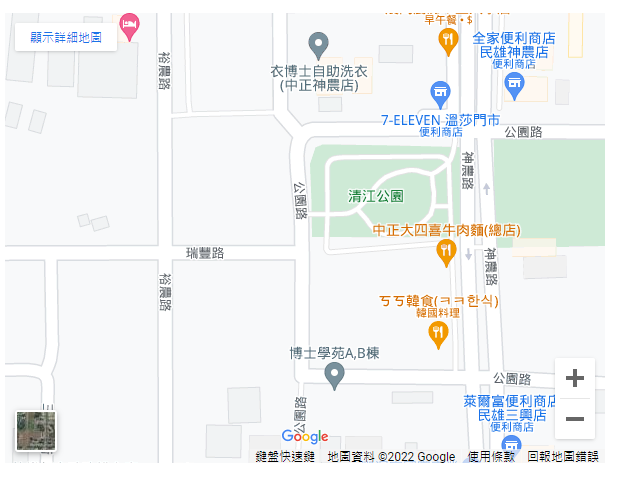 早午餐・$
顯示詳細地圖
全家便利商店
民雄神農店
便利商店
裕農路
衣博士自助洗衣
(中正神農店)
7-ELEVEN 溫莎門市
便利商店
公園路
神農路
公園路
清江公園
中正大四喜牛肉麵(總店)
瑞豐路
神農路
裕農路
ㄎㄎ韓食(ㅋㅋ한식)
韓國料理
博士學苑A,B棟
公園路
萊爾富便利商店
民雄三興店
便利商店
公園路
Google
鍵盤快速鍵
地圖資料 ©2022 Google
使用條款
回報地圖錯誤